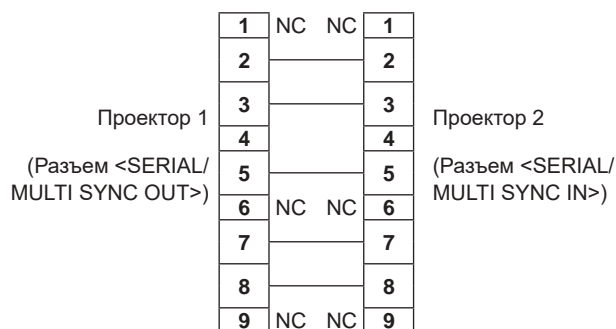 1 NC NC 1
2 2
3 3
Проектор 1 Проектор 2
4 4
(Разъем <SERIAL/ (Разъем <SERIAL/
5 5
MULTI SYNC OUT>) MULTI SYNC IN>)
6 NC NC 6
7 7
8 8
9 NC NC 9